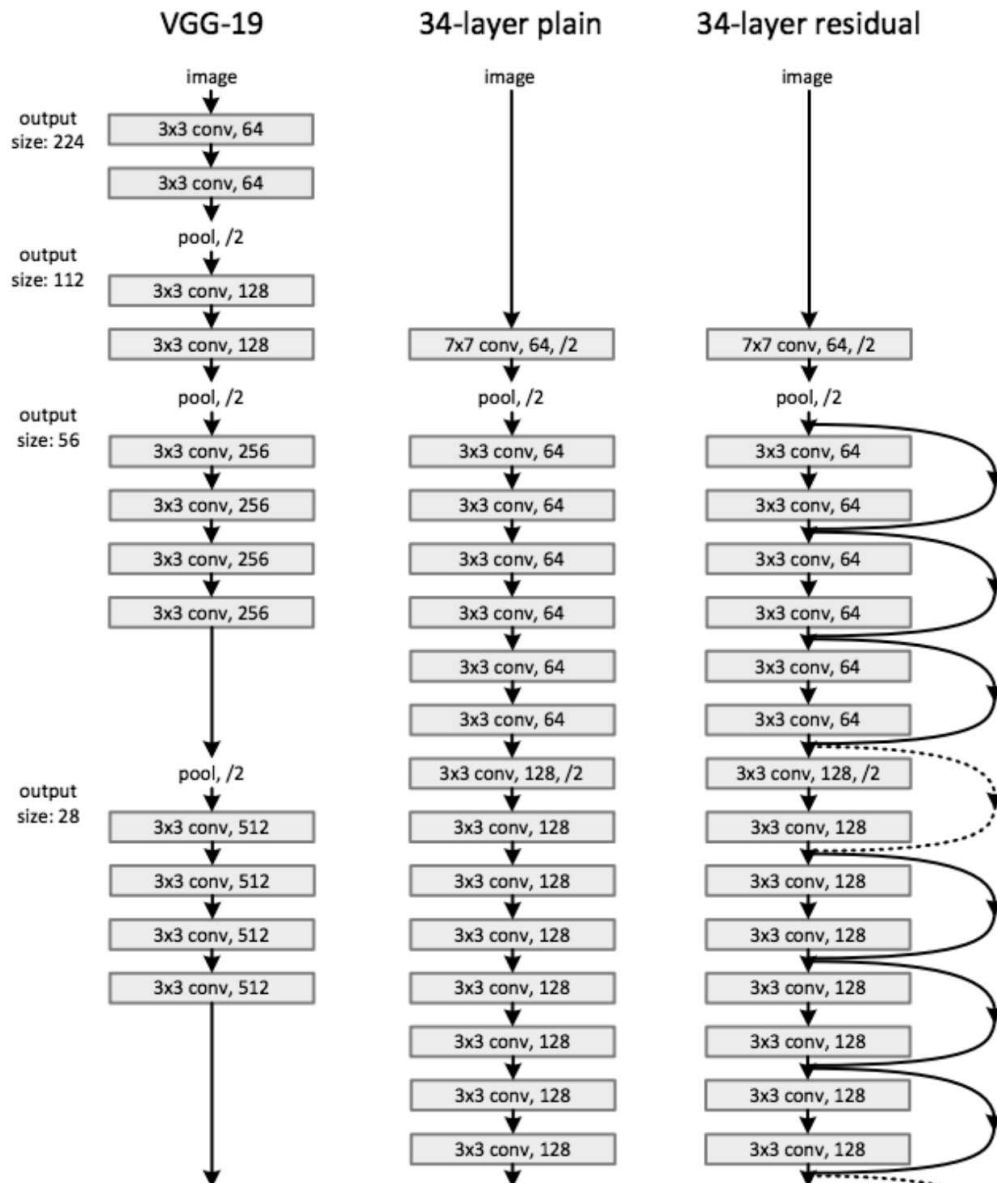 VGG-19
34-layer plain
34-layer residual
image
image
image
output
size: 224
3x3 conv, 64
3x3 conv, 64
pool, /2
output
size: 112
3x3 conv, 128
3x3 conv, 128
7x7 conv, 64, /2
7x7 conv, 64, /2
pool, /2
pool, /2
pool, /2
output
size: 56
3x3 conv, 256
3x3 conv, 64
3x3 conv, 64
3x3 conv, 256
3x3 conv, 64
3x3 conv, 64
3x3 conv, 256
3x3 conv, 64
3x3 conv, 64
3x3 conv, 256
3x3 conv, 64
3x3 conv, 64
3x3 conv, 64
3x3 conv, 64
3x3 conv, 64
3x3 conv, 64
pool, /2
3x3 conv, 128, /2
3x3 conv, 128, /2
output
size: 28
3x3 conv, 512
3x3 conv, 128
3x3 conv, 128
3x3 conv, 512
3x3 conv, 128
3x3 conv, 128
3x3 conv, 512
3x3 conv, 128
3x3 conv, 128
3x3 conv, 512
3x3 conv, 128
3x3 conv, 128
3x3 conv, 128
3x3 conv, 128
3x3 conv, 128
3x3 conv, 128
3x3 conv, 128
3x3 conv, 128